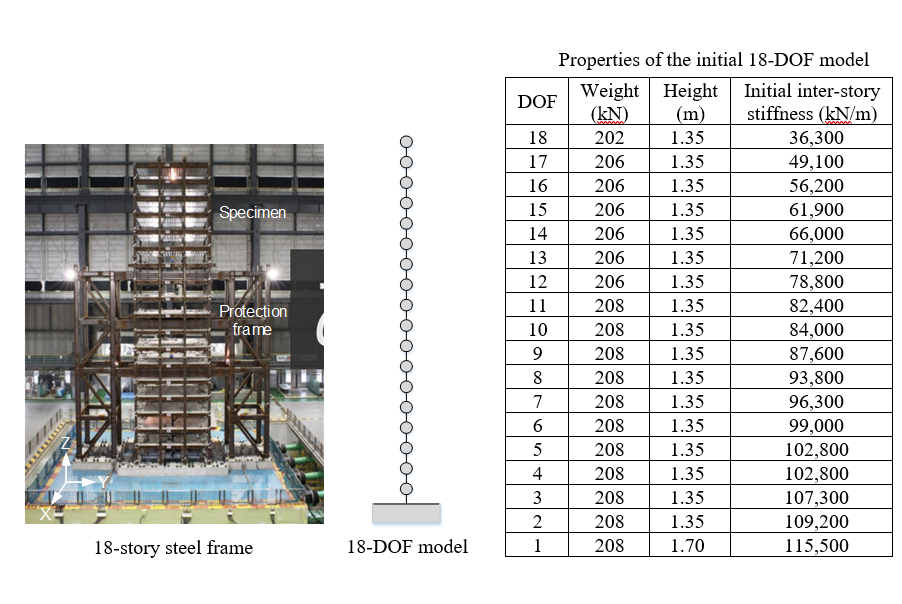 Specimen
Protection
frame
Z
Y
X
18-story steel frame
18-DOF model
Properties of the initial 18-DOF model
DOF Weight (kN) Height (m) Initial inter-story stiffness (kN/m)
18 202 1.35 36,300
17 206 1.35 49,100
16 206 1.35 56,200
15 206 1.35 61,900
14 206 1.35 66,000
13 206 1.35 71,200
12 206 1.35 78,800
11 208 1.35 82,400
10 208 1.35 84,000
9 208 1.35 87,600
8 208 1.35 93,800
7 208 1.35 96,300
6 208 1.35 99,000
5 208 1.35 102,800
4 208 1.35 102,800
3 208 1.35 107,300
2 208 1.35 109,200
1 208 1.70 115,500